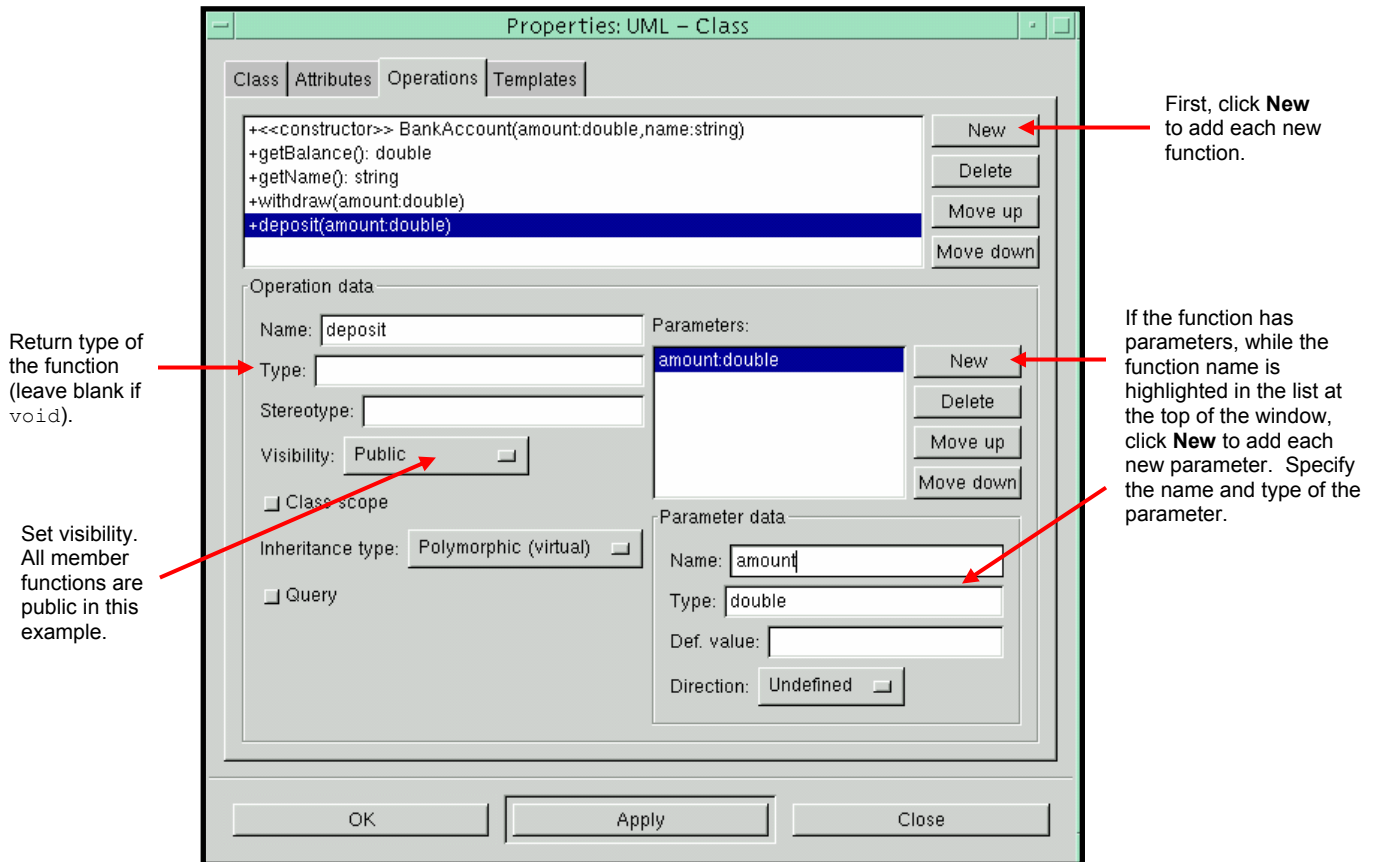 Properties: UML – Class
Class
Attributes
Operations
Templates
+<<constructor>> BankAccount(amount:double,name:string)
+getBalance(): double
+getName(): string
+withdraw(amount:double)
+deposit(amount:double)
New
Delete
Move up
Move down
First, click New
to add each new
function.
Operation data
Name: deposit
Type:
Stereotype:
Visibility: Public
Class scope
Inheritance type: Polymorphic (virtual)
Query
Parameters:
amount:double
New
Delete
Move up
Move down
Parameter data
Name: amount
Type: double
Def. value:
Direction: Undefined
Return type of
the function
(leave blank if
void).
Set visibility.
All member
functions are
public in this
example.
If the function has
parameters, while the
function name is
highlighted in the list at
the top of the window,
click New to add each
new parameter. Specify
the name and type of the
parameter.
OK
Apply
Close